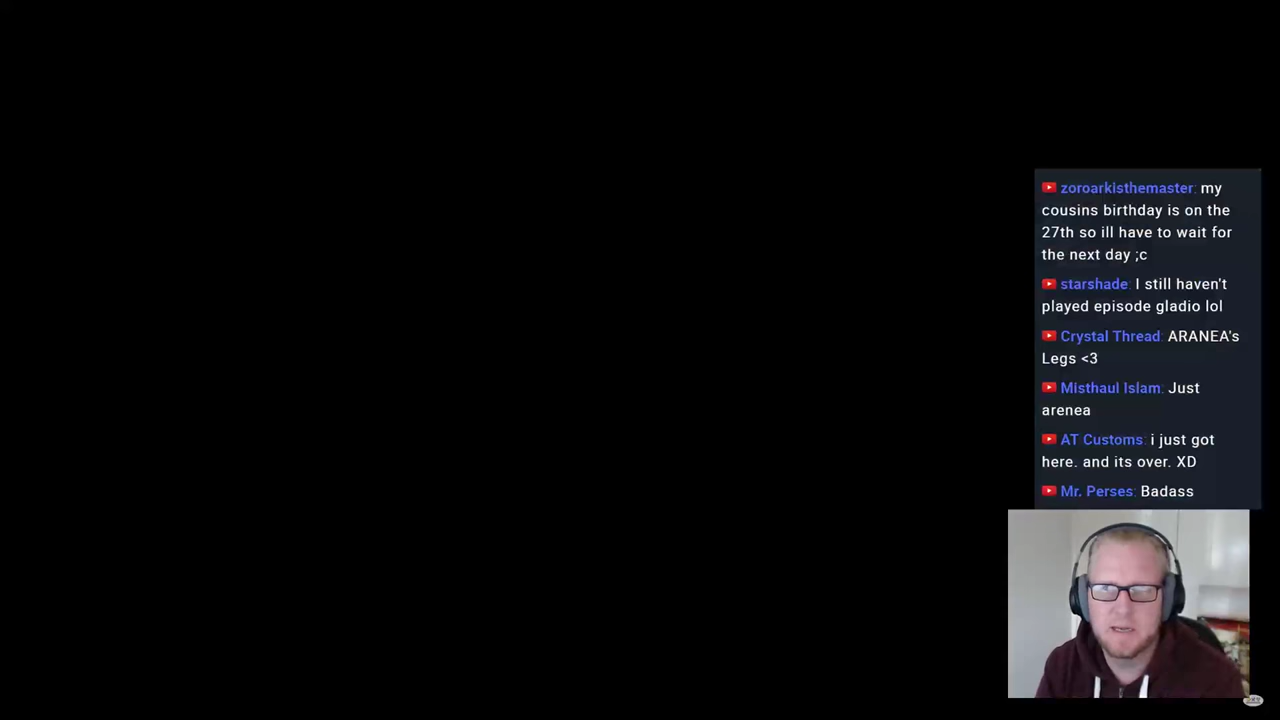 zoroarkisthemaster: my
cousins birthday is on the
27th so ill have to wait for
the next day ;c
starshade: I still haven't
played episode gladio lol
Crystal Thread: ARANEA's
Legs <3
Misthaul Islam: Just
arenea
AT Customs: i just got
here. and its over. XD
Mr. Perses: Badass